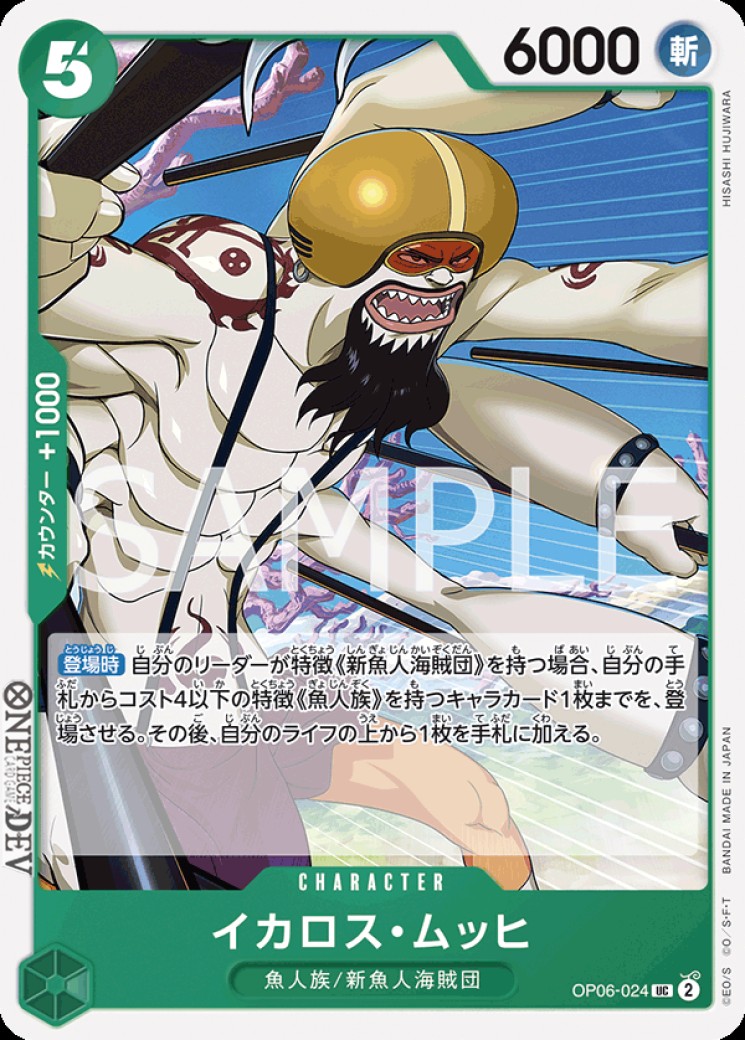 5
6000
斬
HISASHI HUJIWARA
カウンター +1000
SAMPLE
登場時 自分のリーダーが特徴《新魚人海賊団》を持つ場合、自分の手
札からコスト4以下の特徴《魚人族》を持つキャラカード1枚までを、登
場させる。その後、自分のライフの上から1枚を手札に加える。
ONE PIECE
CARD GAME
DEV
BANDAI MADE IN JAPAN
©EO/S ©O/S・F・T
CHARACTER
イカロス・ムッヒ
魚人族/新魚人海賊団
OP06-024 UC 2